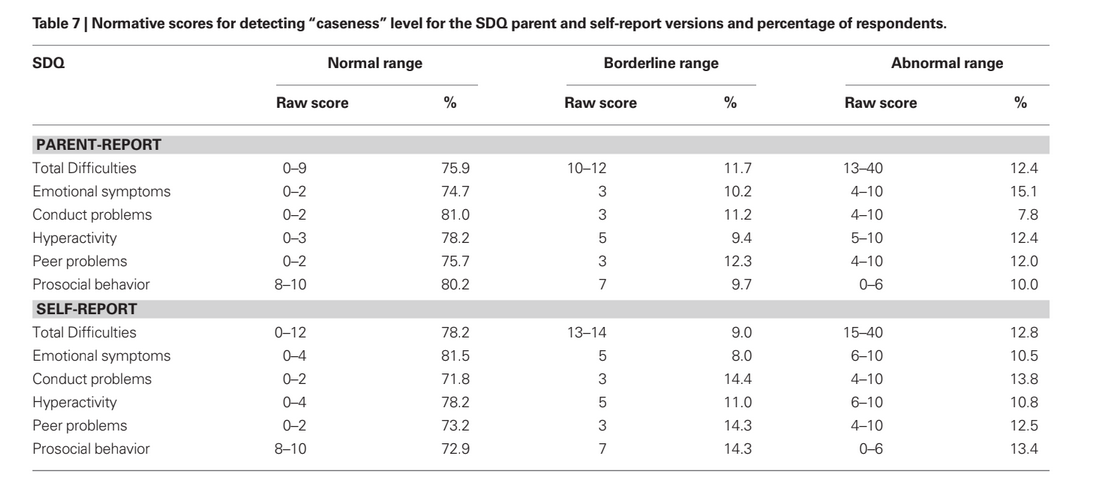 Table 7 | Normative scores for detecting “caseness” level for the SDQ parent and self-report versions and percentage of respondents.
SDQ Normal range Borderline range Abnormal range
Raw score % Raw score % Raw score %
PARENT-REPORT
Total Difficulties 0–9 75.9 10–12 11.7 13–40 12.4
Emotional symptoms 0–2 74.7 3 10.2 4–10 15.1
Conduct problems 0–2 81.0 3 11.2 4–10 7.8
Hyperactivity 0–3 78.2 5 9.4 5–10 12.4
Peer problems 0–2 75.7 3 12.3 4–10 12.0
Prosocial behavior 8–10 80.2 7 9.7 0–6 10.0
SELF-REPORT
Total Difficulties 0–12 78.2 13–14 9.0 15–40 12.8
Emotional symptoms 0–4 81.5 5 8.0 6–10 10.5
Conduct problems 0–2 71.8 3 14.4 4–10 13.8
Hyperactivity 0–4 78.2 5 11.0 6–10 10.8
Peer problems 0–2 73.2 3 14.3 4–10 12.5
Prosocial behavior 8–10 72.9 7 14.3 0–6 13.4